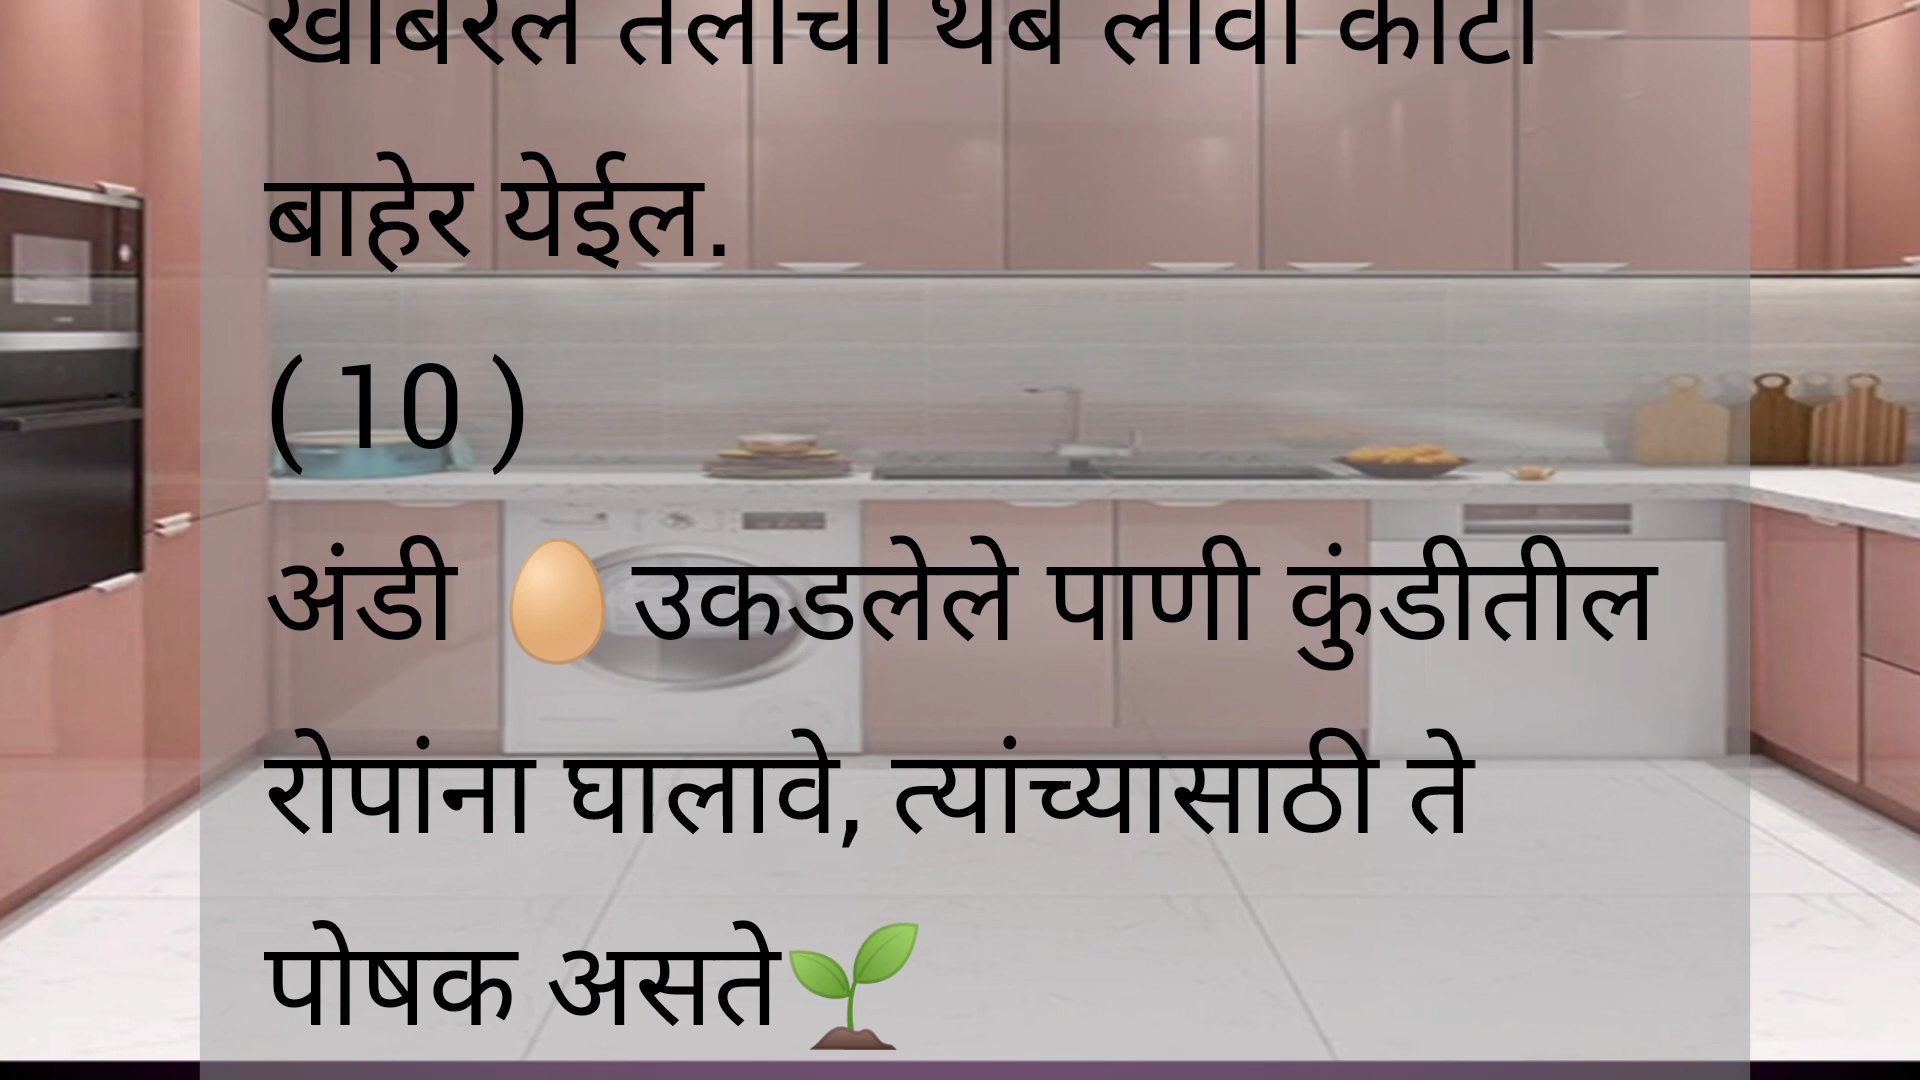 बाहेर येईल.
( 10 )
अंडी 🥚उकडलेले पाणी कुंडीतील
रोपांना घालावे, त्यांच्यासाठी ते
पोषक असते🌱